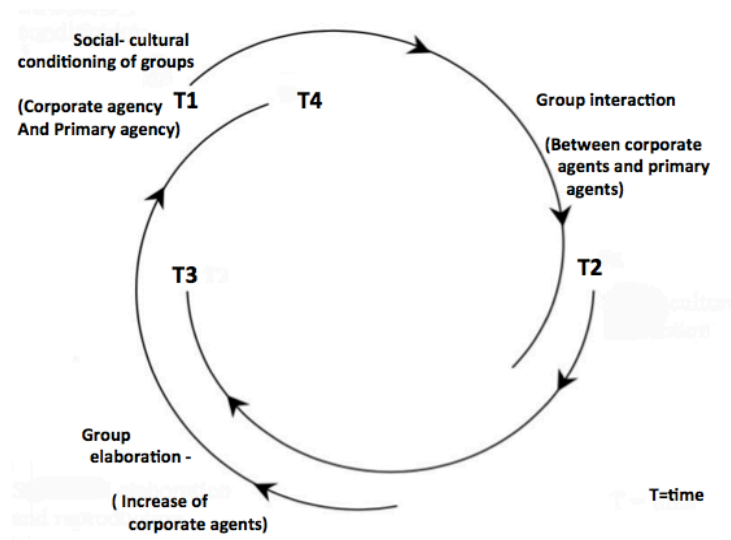 Social- cultural
conditioning of groups
(Corporate agency
And Primary agency)
T1
T4
Group interaction
(Between corporate
agents and primary
agents)
T2
T3
Group
elaboration -
( Increase of
corporate agents)
T=time